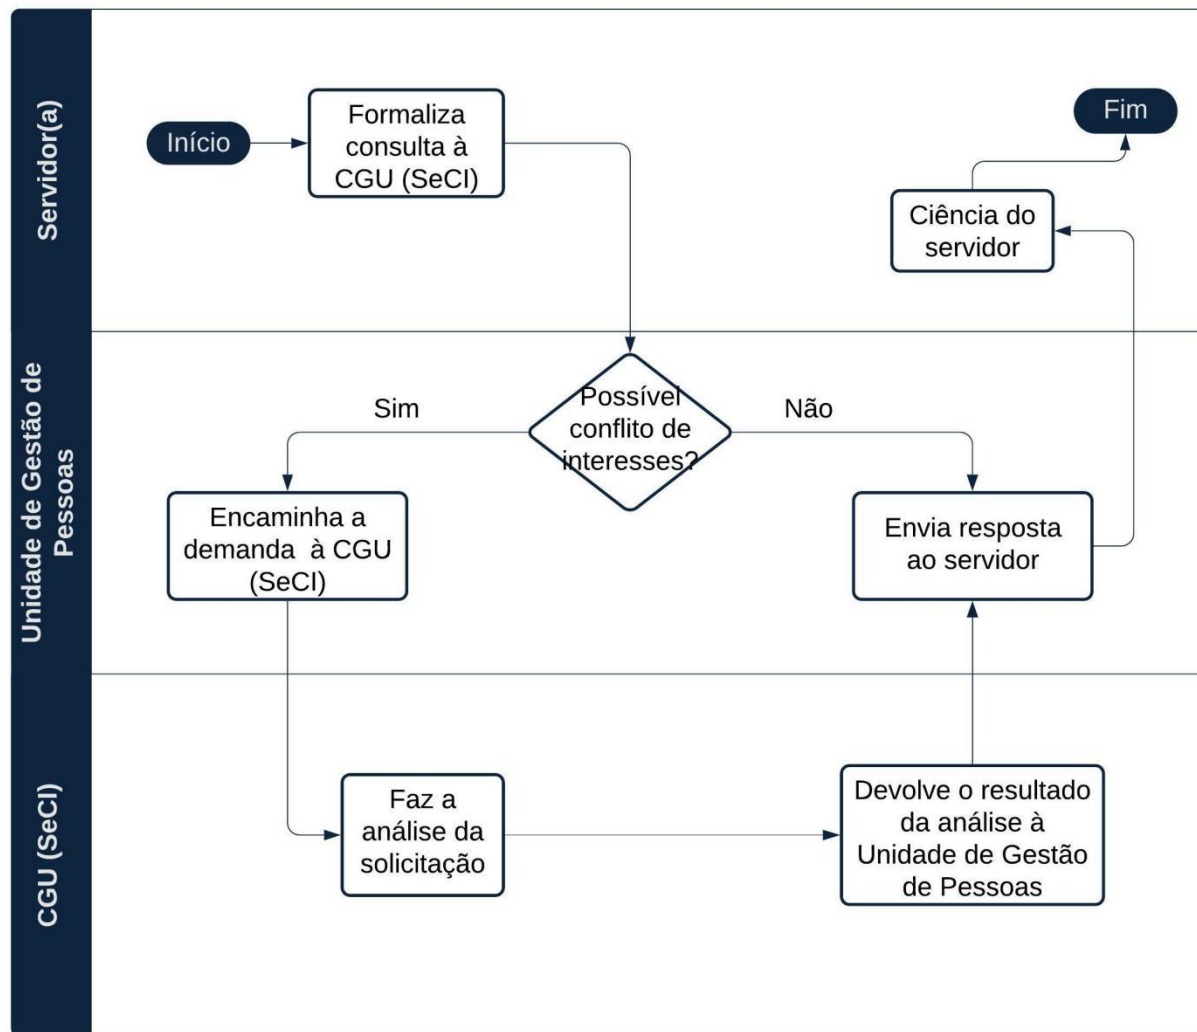 Servidor(a)
Início
Formaliza
consulta à
CGU (SeCI)
Fim
Ciência do
servidor
Unidade de Gestão de
Pessoas
Possível
conflito de
interesses?
Sim
Não
Encaminha a
demanda à CGU
(SeCI)
Envia resposta
ao servidor
CGU (SeCI)
Faz a
análise da
solicitação
Devolve o resultado
da análise à
Unidade de Gestão
de Pessoas